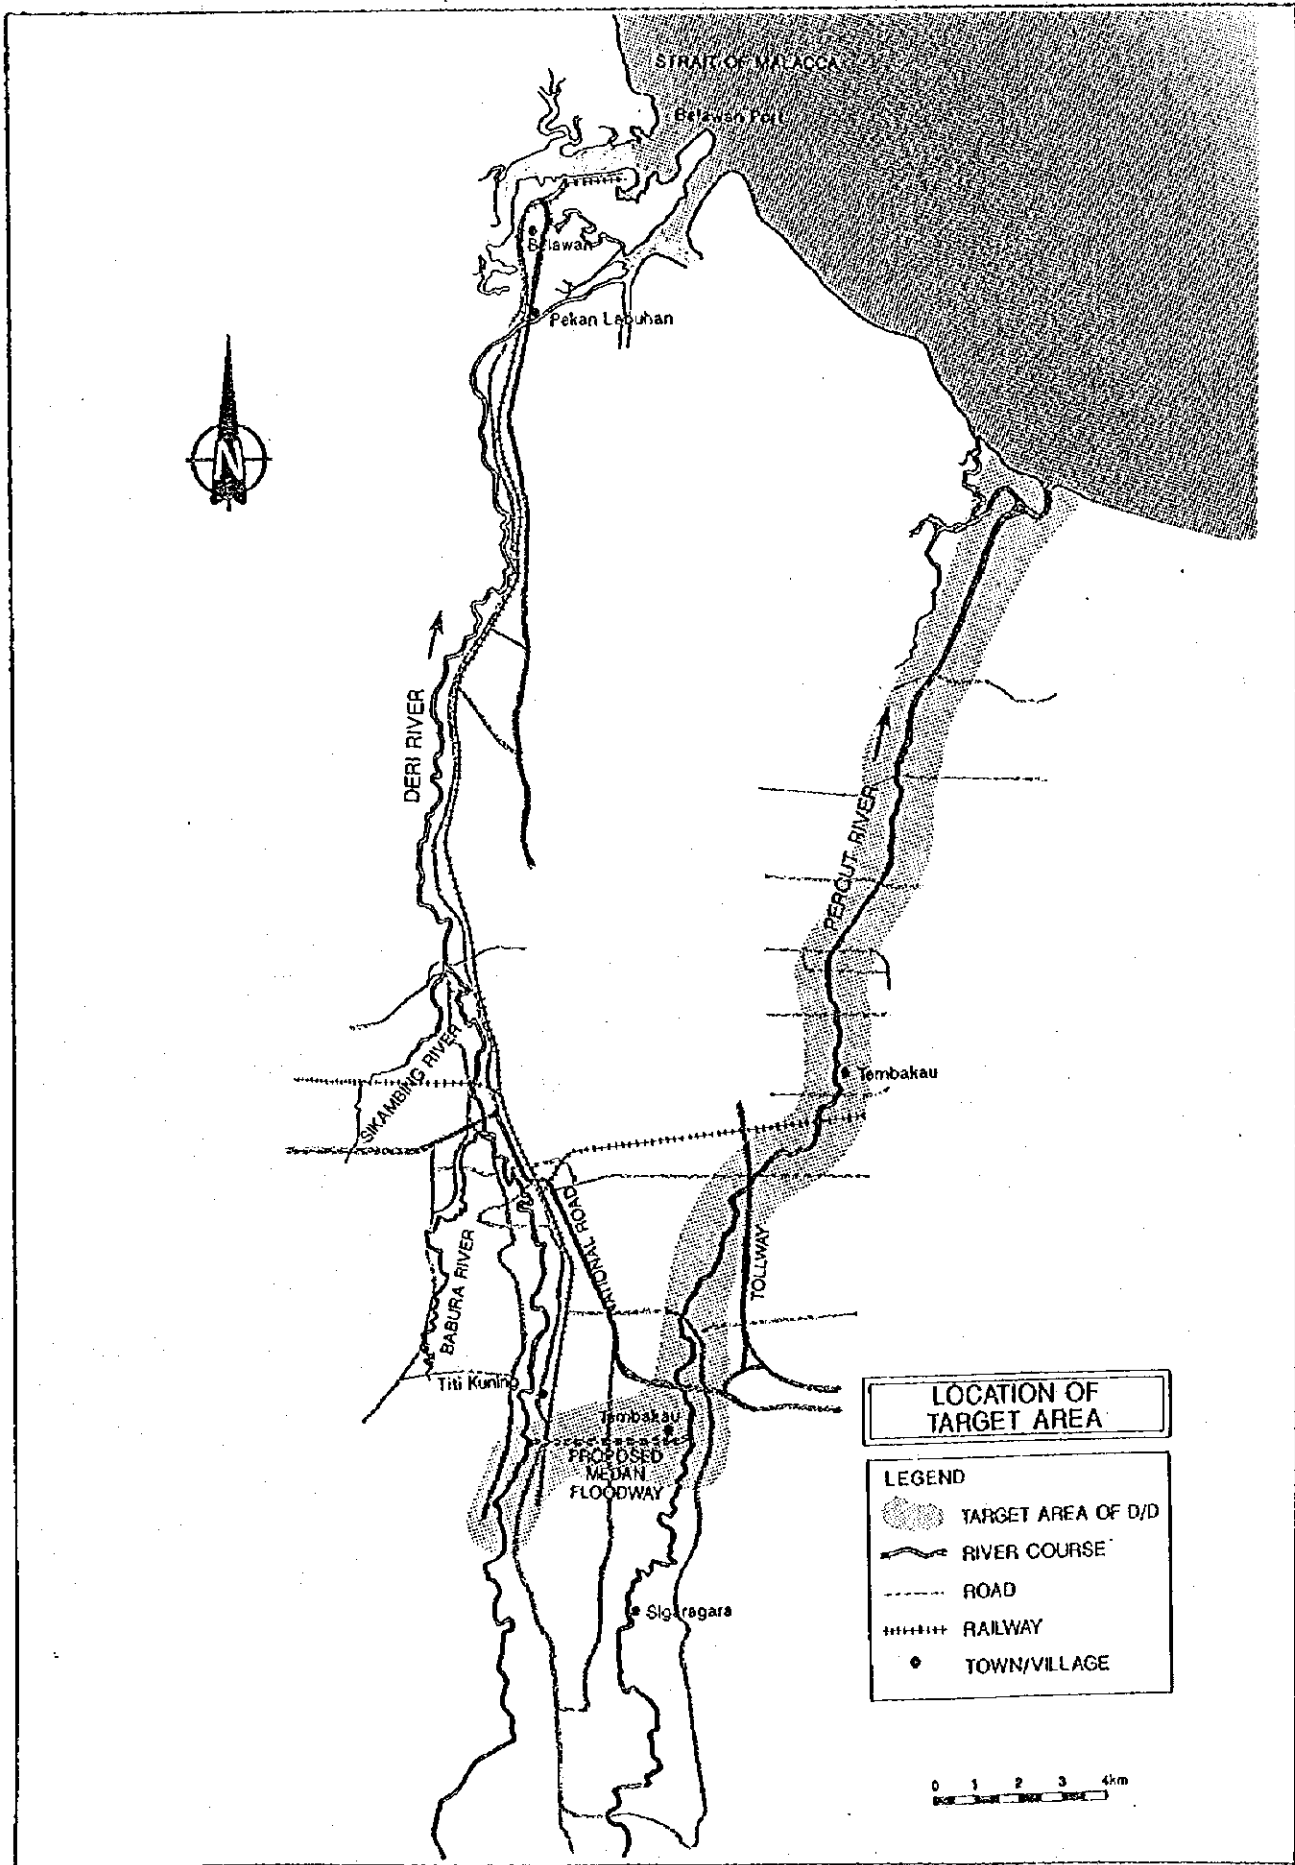 STRAIT OF MALACCA
Belawan Port
Belawan
Pekan Labuhan
N
DERI RIVER
PERCUT RIVER
SIKAMBING RIVER
Tembakau
NATIONAL ROAD
TOLLWAY
BABURA RIVER
Titi Kuning
Tembakau
PROPOSED
MEDAN
FLOODWAY
Sigaragara
LOCATION OF
TARGET AREA
LEGEND
TARGET AREA OF D/D
RIVER COURSE
ROAD
RAILWAY
TOWN/VILLAGE
0 1 2 3 4km